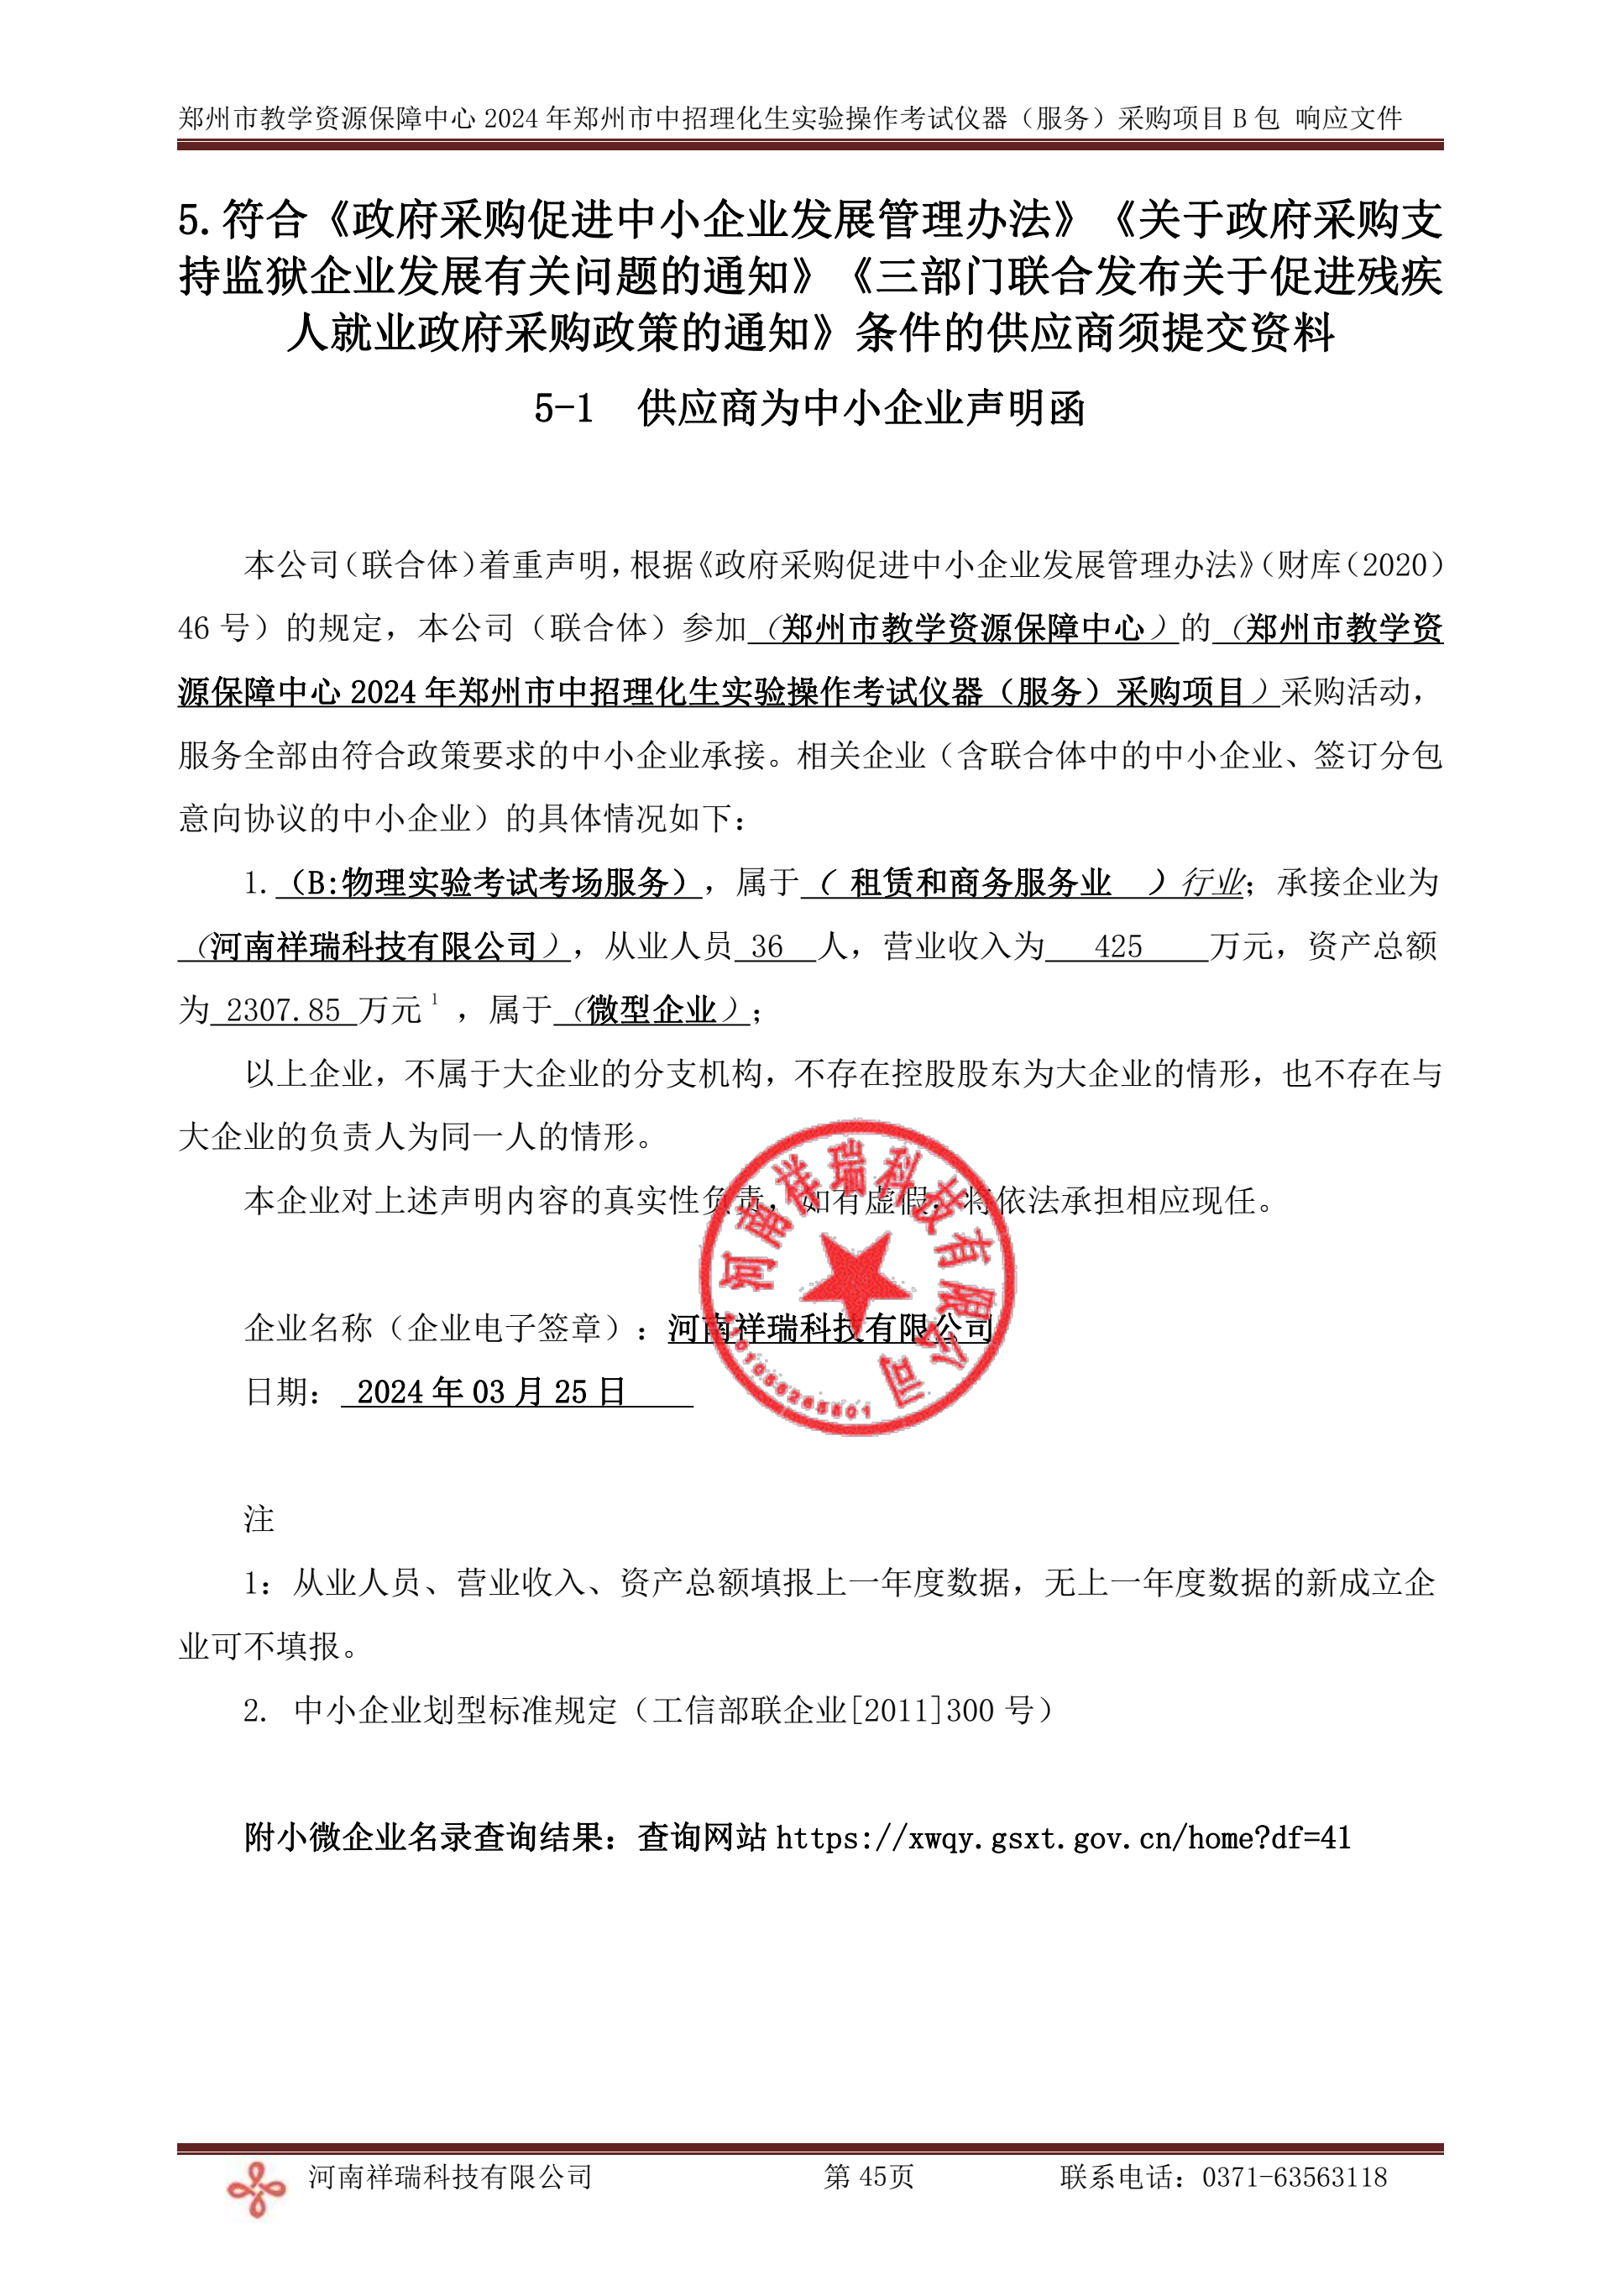 郑州市教学资源保障中心 2024 年郑州市中招理化生实验操作考试仪器（服务）采购项目 B 包 响应文件
5.符合《政府采购促进中小企业发展管理办法》《关于政府采购支
持监狱企业发展有关问题的通知》《三部门联合发布关于促进残疾
人就业政府采购政策的通知》条件的供应商须提交资料
5-1 供应商为中小企业声明函
本公司（联合体）着重声明，根据《政府采购促进中小企业发展管理办法》（财库（2020）
46 号）的规定，本公司（联合体）参加（郑州市教学资源保障中心）的（郑州市教学资
源保障中心 2024 年郑州市中招理化生实验操作考试仪器（服务）采购项目）采购活动，
服务全部由符合政策要求的中小企业承接。相关企业（含联合体中的中小企业、签订分包
意向协议的中小企业）的具体情况如下：
1.（B:物理实验考试考场服务），属于（ 租赁和商务服务业 ）行业；承接企业为
（河南祥瑞科技有限公司），从业人员 36 人，营业收入为 425 万元，资产总额
为 2307.85 万元1 ，属于（微型企业）；
以上企业，不属于大企业的分支机构，不存在控股股东为大企业的情形，也不存在与
大企业的负责人为同一人的情形。
本企业对上述声明内容的真实性负责，如有虚假，将依法承担相应现任。
河南祥瑞科技有限公司
企业名称（企业电子签章）：河南祥瑞科技有限公司
日期： 2024 年 03 月 25 日
注
1：从业人员、营业收入、资产总额填报上一年度数据，无上一年度数据的新成立企
业可不填报。
2. 中小企业划型标准规定（工信部联企业[2011]300 号）
附小微企业名录查询结果：查询网站 https://xwqy.gsxt.gov.cn/home?df=41
河南祥瑞科技有限公司 第 45页 联系电话：0371-63563118